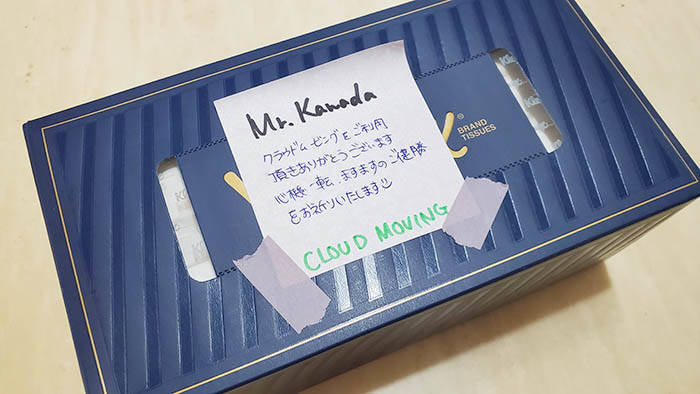 Mr. Kamada
クラウドムービングをご利用
頂きありがとうございます
心機一転、ますますのご健勝
をお祈りいたします
CLOUD MOVING
® BRAND
TISSUES